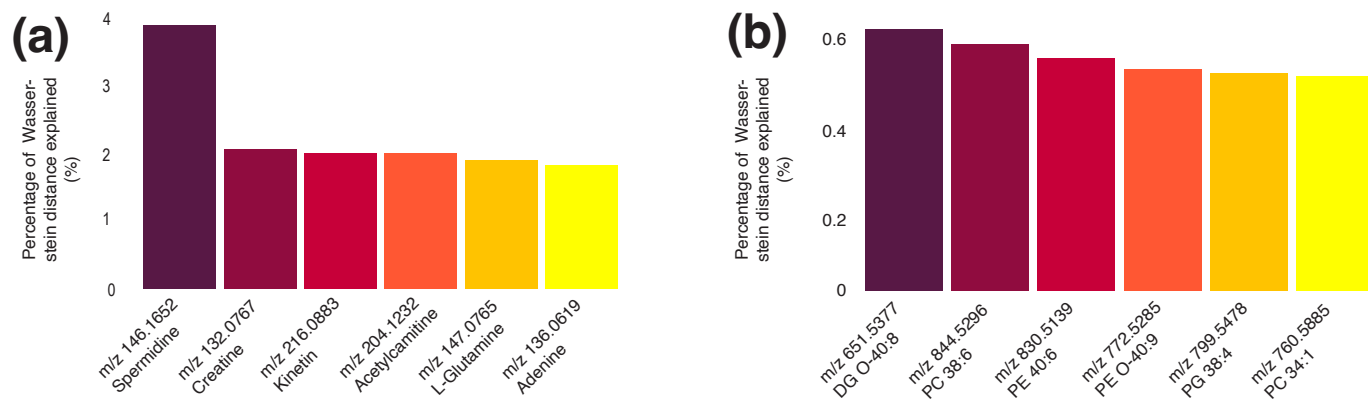 (a)
Percentage of Wasser-
stein distance explained
(%)
4
3
2
1
0
m/z 146.1652
Spermidine
m/z 132.0767
Creatine
m/z 216.0883
Kinetin
m/z 204.1232
Acetylcarnitine
m/z 147.0765
L-Glutamine
m/z 136.0619
Adenine
(b)
Percentage of Wasser-
stein distance explained
(%)
0.6
0.4
0.2
0
m/z 651.5377
DG O-40:8
m/z 844.5296
PC 38:6
m/z 830.5139
PE 40:6
m/z 772.5285
PE O-40:9
m/z 799.5478
PG 38:4
m/z 760.5885
PC 34:1